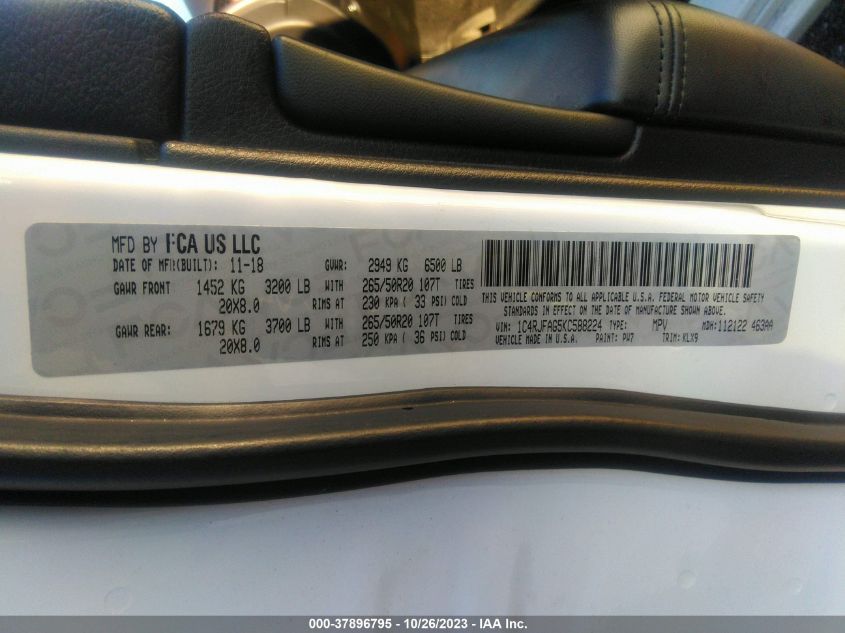 MFD BY FCA US LLC
DATE OF MFR(BUILT): 11-18 GVWR: 2949 KG 6500 LB
GAWR FRONT 1452 KG 3200 LB WITH 265/50R20 107T TIRES
20X8.0 RIMS AT 230 KPA ( 33 PSI) COLD
GAWR REAR: 1679 KG 3700 LB WITH 265/50R20 107T TIRES
20X8.0 RIMS AT 250 KPA ( 36 PSI) COLD
THIS VEHICLE CONFORMS TO ALL APPLICABLE U.S.A. FEDERAL MOTOR VEHICLE SAFETY
STANDARDS IN EFFECT ON THE DATE OF MANUFACTURE SHOWN ABOVE.
VIN: 1C4RJFAG5KC588224 TYPE: MPV MDH: 112122 463AA
VEHICLE MADE IN U.S.A. PAINT: PW7 TRIM: KLX9
000-37896795 - 10/26/2023 - IAA Inc.